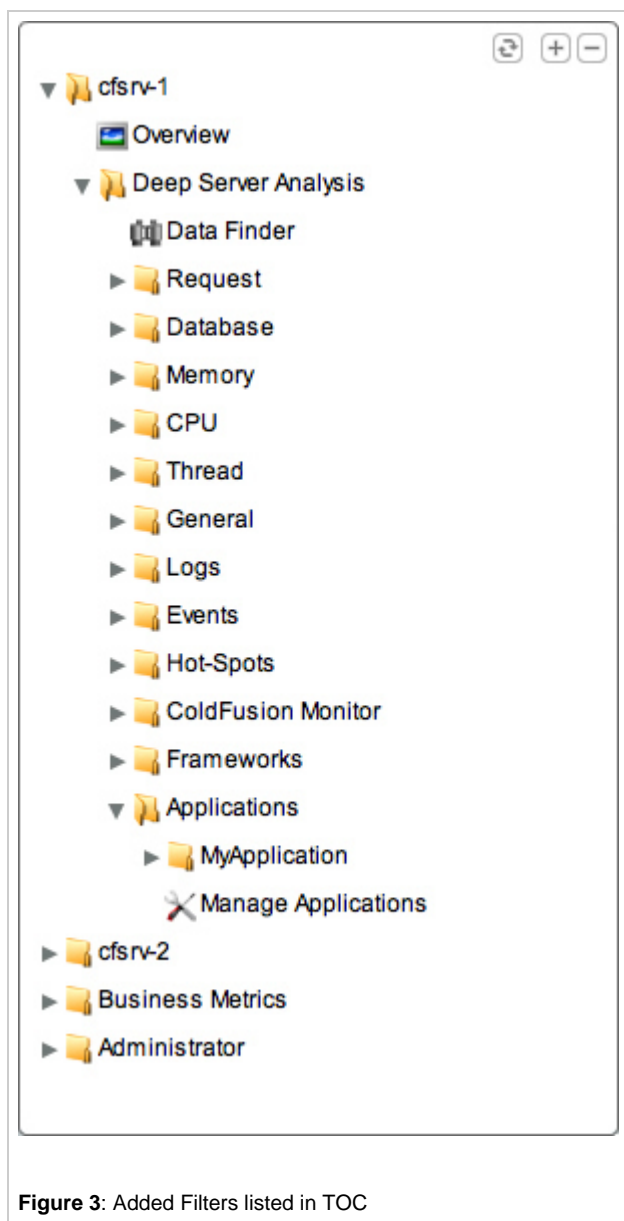 cfsrv-1
Overview
Deep Server Analysis
Data Finder
Request
Database
Memory
CPU
Thread
General
Logs
Events
Hot-Spots
ColdFusion Monitor
Frameworks
Applications
MyApplication
Manage Applications
cfsrv-2
Business Metrics
Administrator
Figure 3: Added Filters listed in TOC